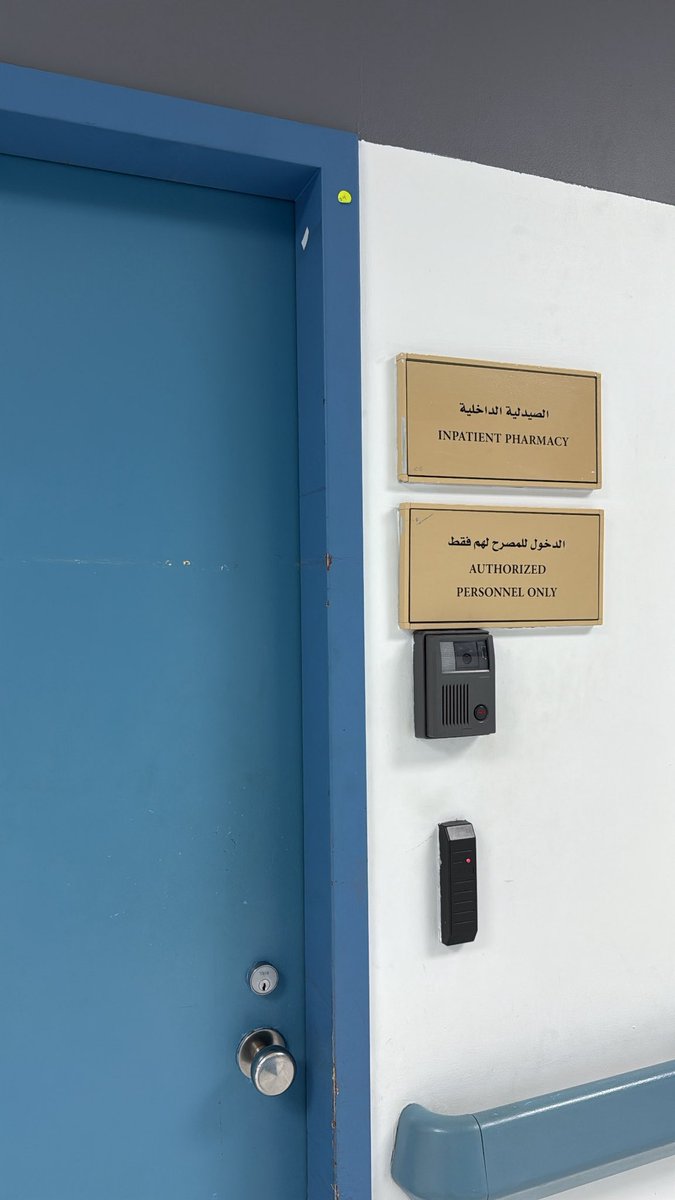 الصيدلية الداخلية
INPATIENT PHARMACY
الدخول للمصرح لهم فقط
AUTHORIZED
PERSONNEL ONLY